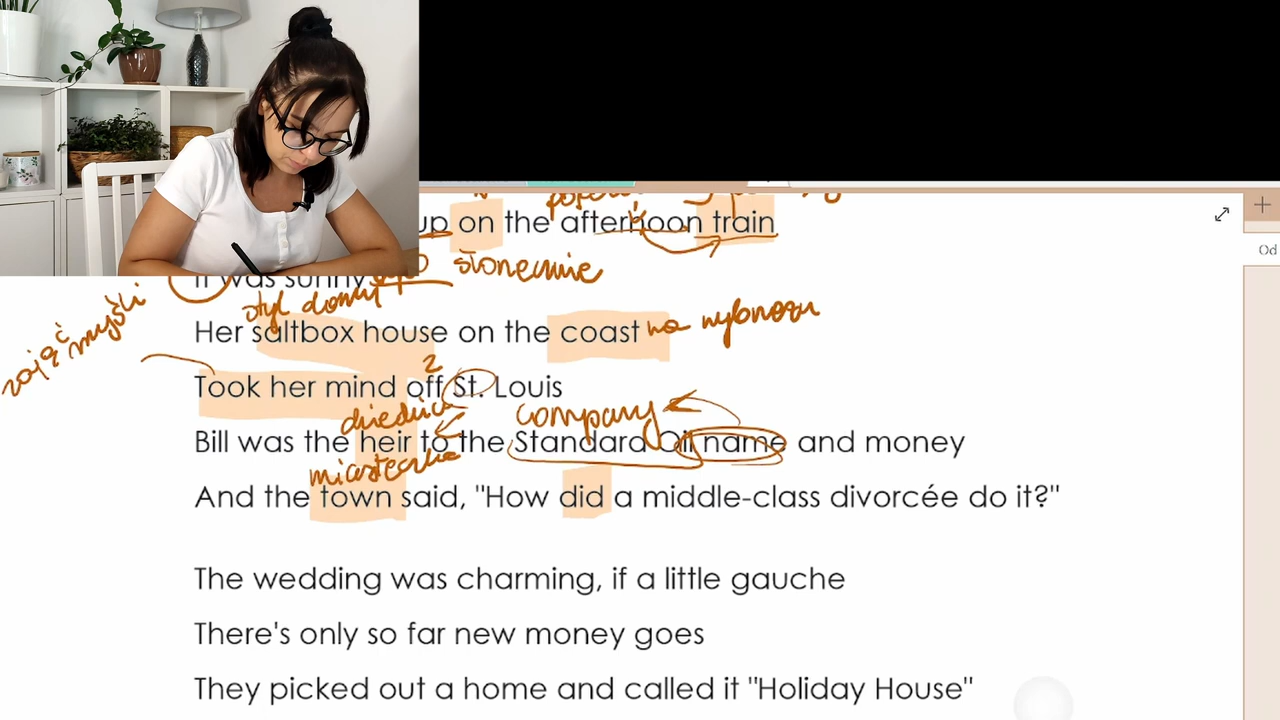 up on the afternoon train
słonecznie
It was sunny
styl domu
Her saltbox house on the coast na wybrzeżu
zająć myśli
2
Took her mind off St. Louis
company
Bill was the heir to the Standard Oil name and money
miasteczko
And the town said, "How did a middle-class divorcée do it?"
The wedding was charming, if a little gauche
There's only so far new money goes
They picked out a home and called it "Holiday House"
+
Od